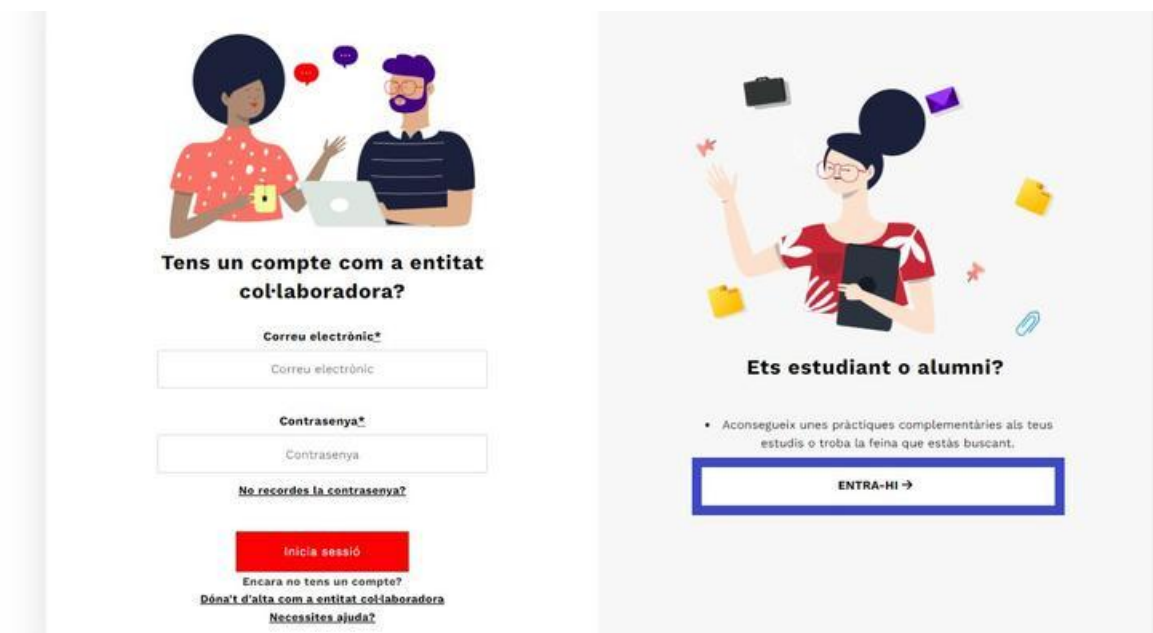 Tens un compte com a entitat
col·laboradora?
Correu electrònic*
Correu electrònic
Contrasenya*
Contrasenya
No recordes la contrasenya?
Inicia sessió
Encara no tens un compte?
Dóna't d'alta com a entitat col·laboradora
Necessites ajuda?
Ets estudiant o alumni?
• Aconsegueix unes pràctiques complementàries als teus
estudis o troba la feina que estàs buscant.
ENTRA-HI →